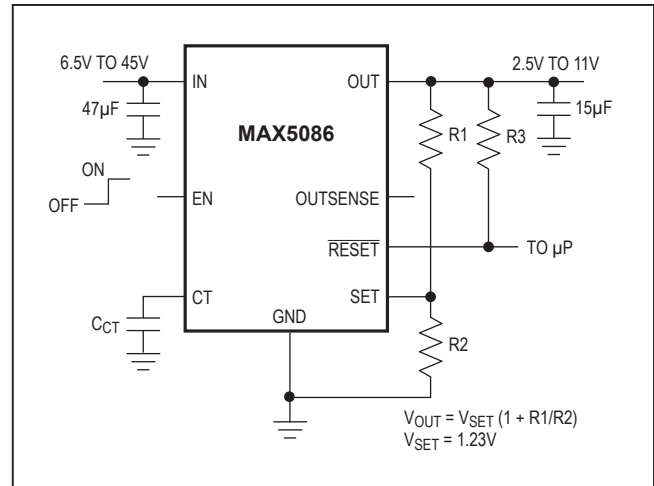 6.5V TO 45V
2.5V TO 11V
IN
OUT
47µF
15µF
MAX5086
R1
R3
ON
OFF
EN
OUTSENSE
RESET
TO µP
CT
SET
GND
CCT
R2
VOUT = VSET (1 + R1/R2)
VSET = 1.23V